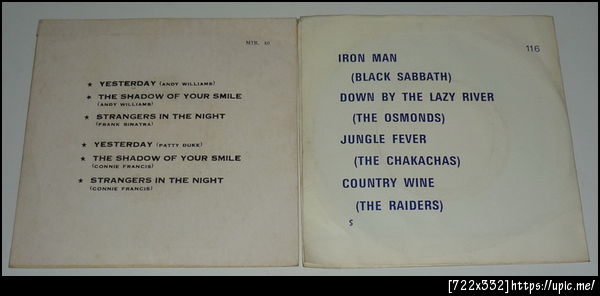 MTR. 40
★ YESTERDAY (ANDY WILLIAMS)
★ THE SHADOW OF YOUR SMILE
(ANDY WILLIAMS)
★ STRANGERS IN THE NIGHT
(FRANK SINATRA)
★ YESTERDAY (PATTY DUKE)
★ THE SHADOW OF YOUR SMILE
(CONNIE FRANCIS)
★ STRANGERS IN THE NIGHT
(CONNIE FRANCIS)
116
IRON MAN
(BLACK SABBATH)
DOWN BY THE LAZY RIVER
(THE OSMONDS)
JUNGLE FEVER
(THE CHAKACHAS)
COUNTRY WINE
(THE RAIDERS)
S
[722x352]https://upic.me/